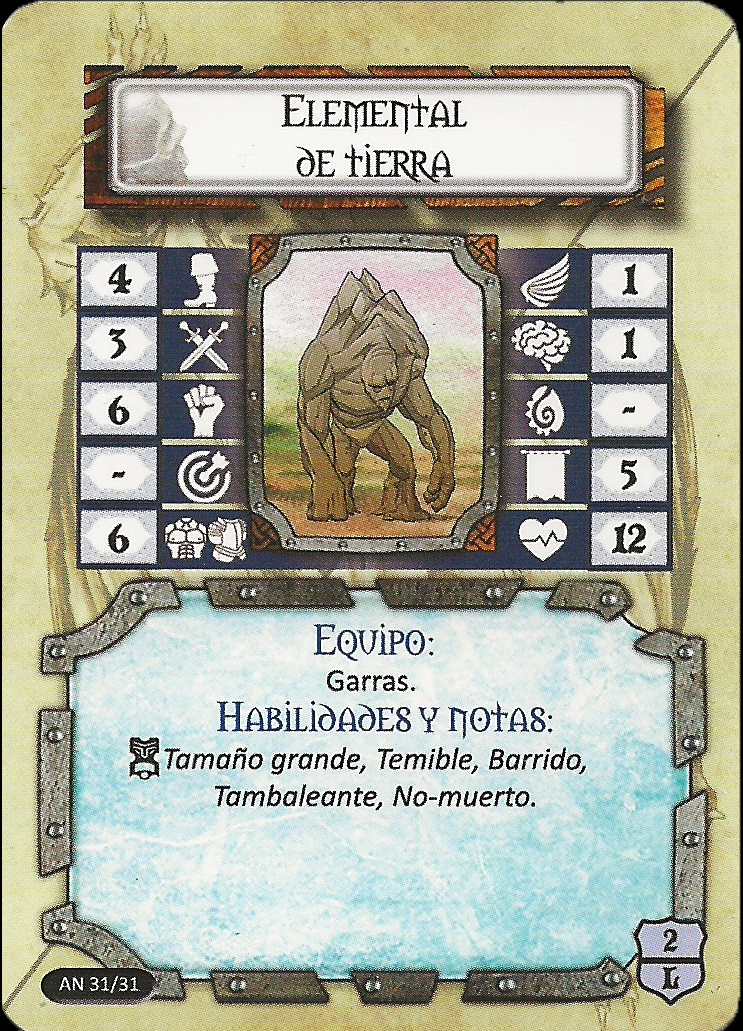 Elemental
de tierra
4 1
3 1
6 -
- 5
6 12
Equipo:
Garras.
Habilidades y notas:
Tamaño grande, Temible, Barrido,
Tambaleante, No-muerto.
2
L
AN 31/31